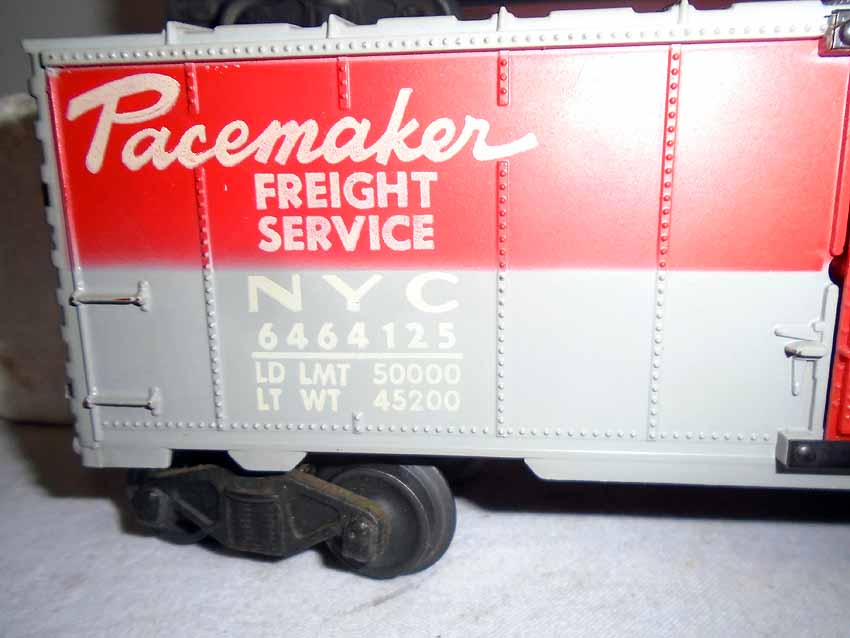 Pacemaker
FREIGHT
SERVICE
NYC
6464125
LD LMT 50000
LT WT 45200